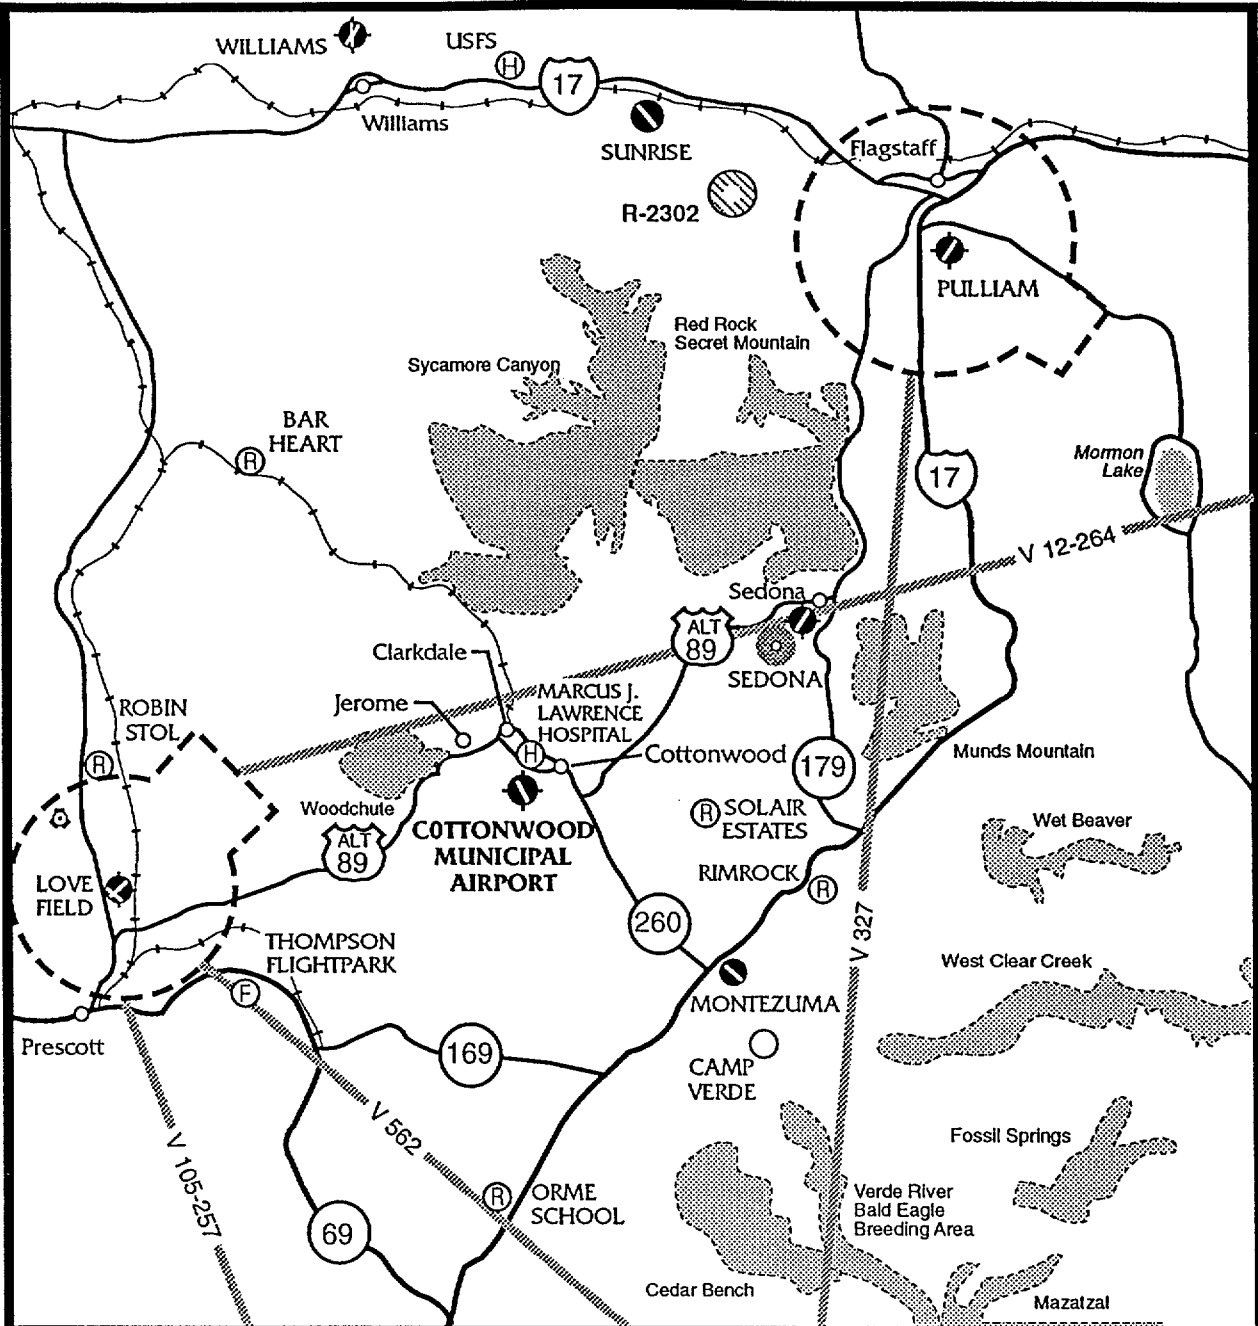 WILLIAMS
USFS
H
17
Williams
SUNRISE
Flagstaff
R-2302
PULLIAM
Red Rock
Secret Mountain
Sycamore Canyon
BAR
HEART
R
Mormon
Lake
17
V 12-264
Sedona
ALT
89
SEDONA
Clarkdale
Jerome
MARCUS J.
LAWRENCE
HOSPITAL
H
ROBIN
STOL
R
Cottonwood
179
Munds Mountain
Woodchute
ALT
89
COTTONWOOD
MUNICIPAL
AIRPORT
R
SOLAIR
ESTATES
Wet Beaver
RIMROCK
R
LOVE
FIELD
260
V 327
THOMPSON
FLIGHTPARK
F
West Clear Creek
MONTEZUMA
Prescott
169
CAMP
VERDE
V 562
V 105-257
Fossil Springs
R
ORME
SCHOOL
69
Verde River
Bald Eagle
Breeding Area
Cedar Bench
Mazatzal